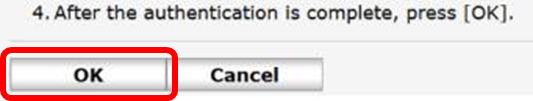 4. After the authentication is complete, press [OK].
OK Cancel